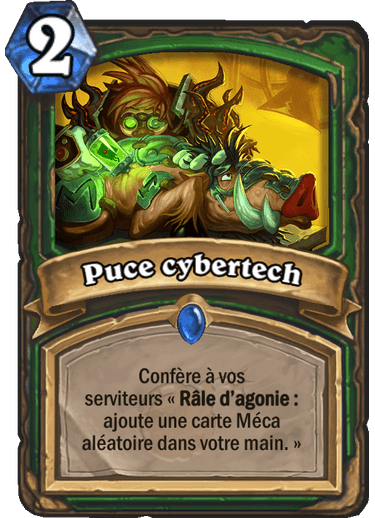 2
Puce cybertech
Confère à vos
serviteurs « Râle d’agonie :
ajoute une carte Méca
aléatoire dans votre main. »